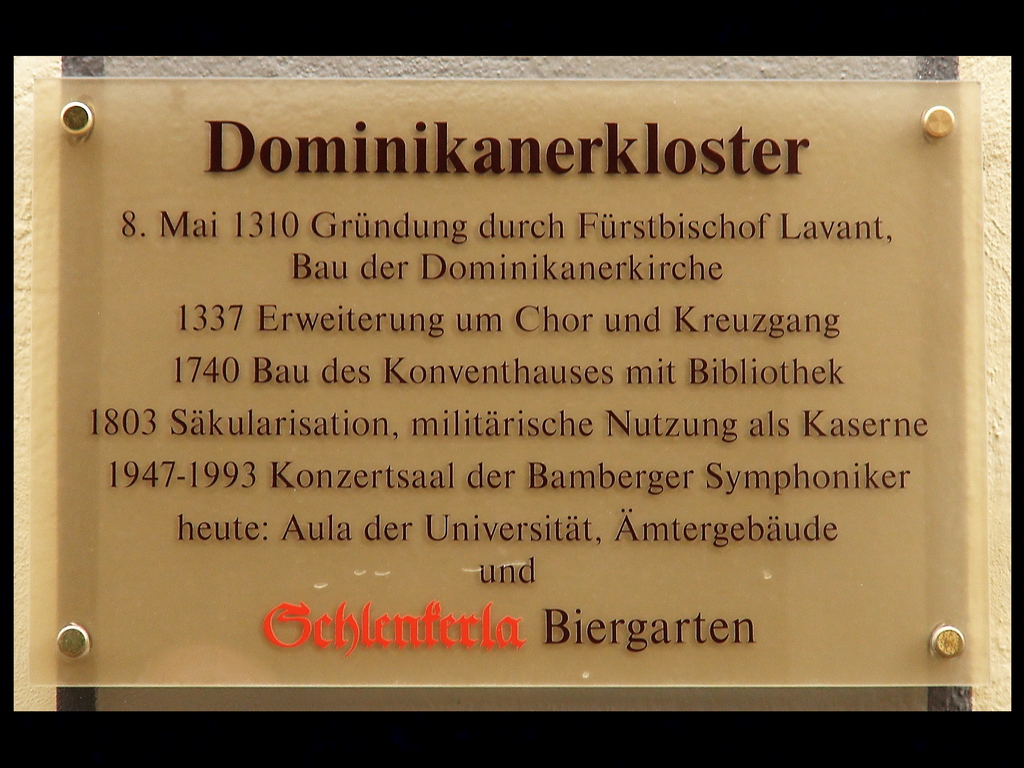 Dominikanerkloster
8. Mai 1310 Gründung durch Fürstbischof Lavant,
Bau der Dominikanerkirche
1337 Erweiterung um Chor und Kreuzgang
1740 Bau des Konventhauses mit Bibliothek
1803 Säkularisation, militärische Nutzung als Kaserne
1947-1993 Konzertsaal der Bamberger Symphoniker
heute: Aula der Universität, Ämtergebäude
und
Schlenkerla Biergarten